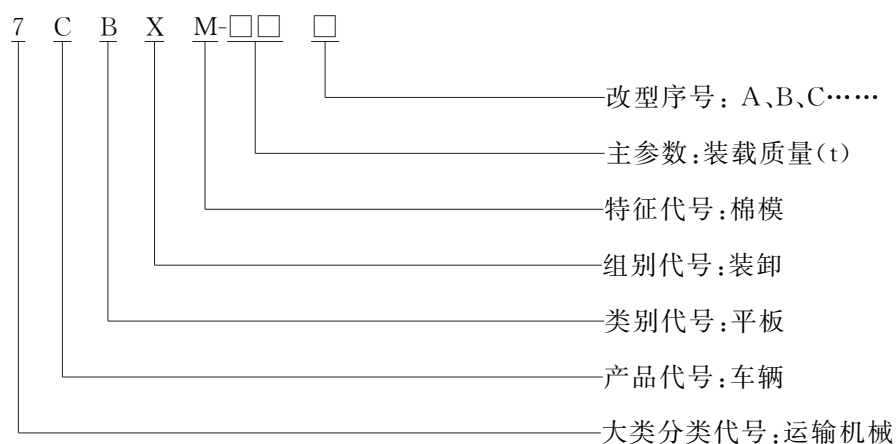 7 C B X M-□□ □
改型序号: A、B、C……
主参数:装载质量(t)
特征代号:棉模
组别代号:装卸
类别代号:平板
产品代号:车辆
大类分类代号:运输机械